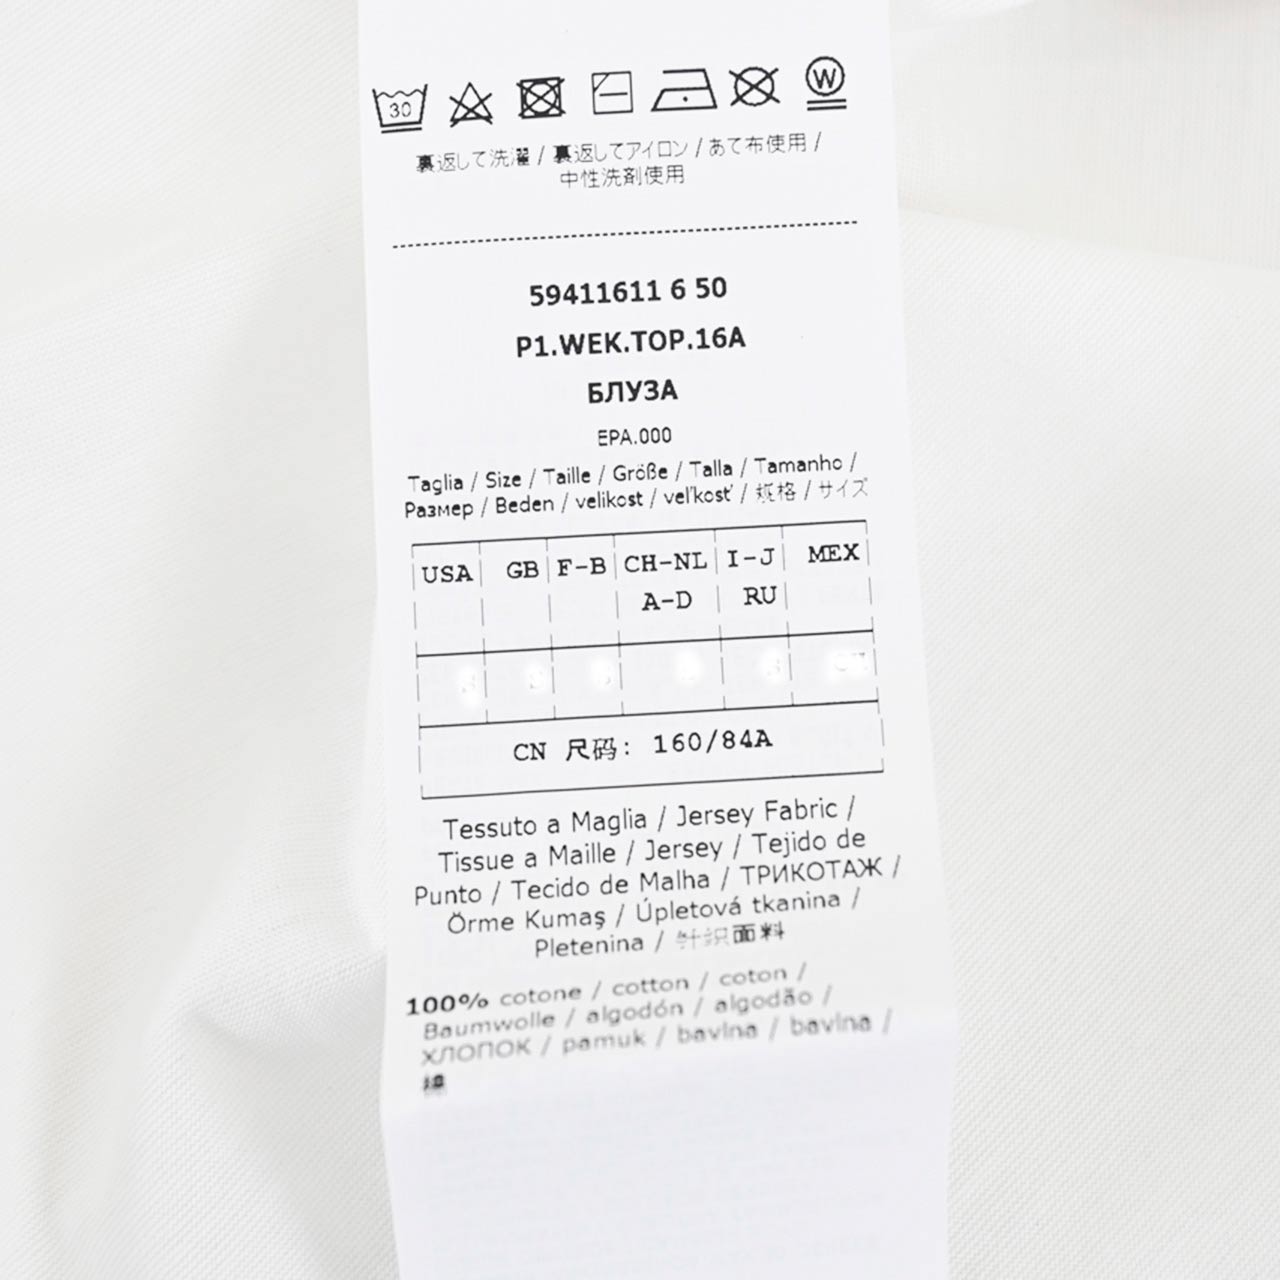 30 W
裏返して洗濯 / 裏返してアイロン / あて布使用 /
中性洗剤使用
59411611 6 50
P1.WEK.TOP.16A
БЛУЗА
EPA.000
Taglia / Size / Taille / Größe / Talla / Tamanho /
Размер / Beden / velikost / veľkosť / 规格 / サイズ
USA GB F-B CH-NL I-J MEX
A-D RU
CN 尺码: 160/84A
Tessuto a Maglia / Jersey Fabric /
Tissue a Maille / Jersey / Tejido de
Punto / Tecido de Malha / ТРИКОТАЖ /
Örme Kumaş / Úpletová tkanina /
Pletenina / 针织面料
100% cotone / cotton / coton /
Baumwolle / algodón / algodão /
ХЛОПОК / pamuk / bavlna / bavlna /